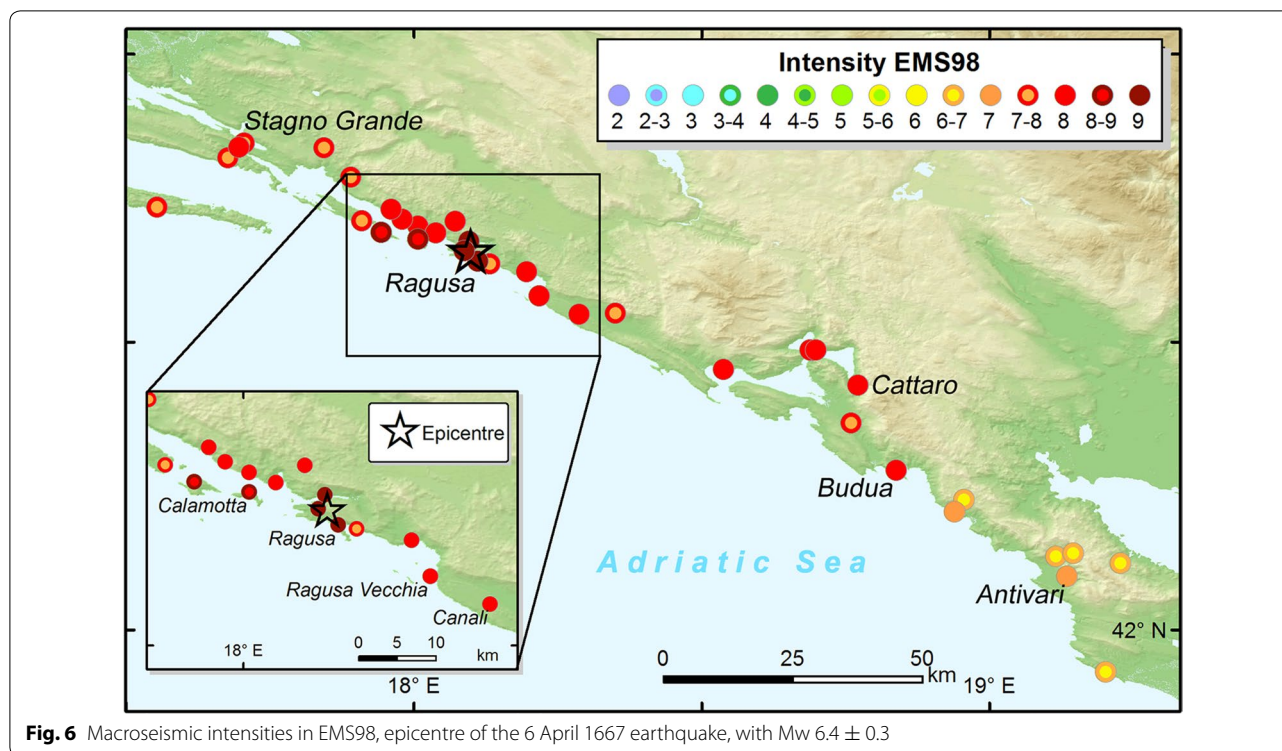 Intensity EMS98
2 2-3 3 3-4 4 4-5 5 5-6 6 6-7 7 7-8 8 8-9 9
Stagno Grande
Ragusa
Cattaro
Budua
Adriatic Sea
Antivari
42° N
Epicentre
Calamotta
Ragusa
Ragusa Vecchia
Canali
0 5 10
km
18° E
18° E
0 25 50
km
19° E
Fig. 6 Macroseismic intensities in EMS98, epicentre of the 6 April 1667 earthquake, with Mw 6.4 ± 0.3